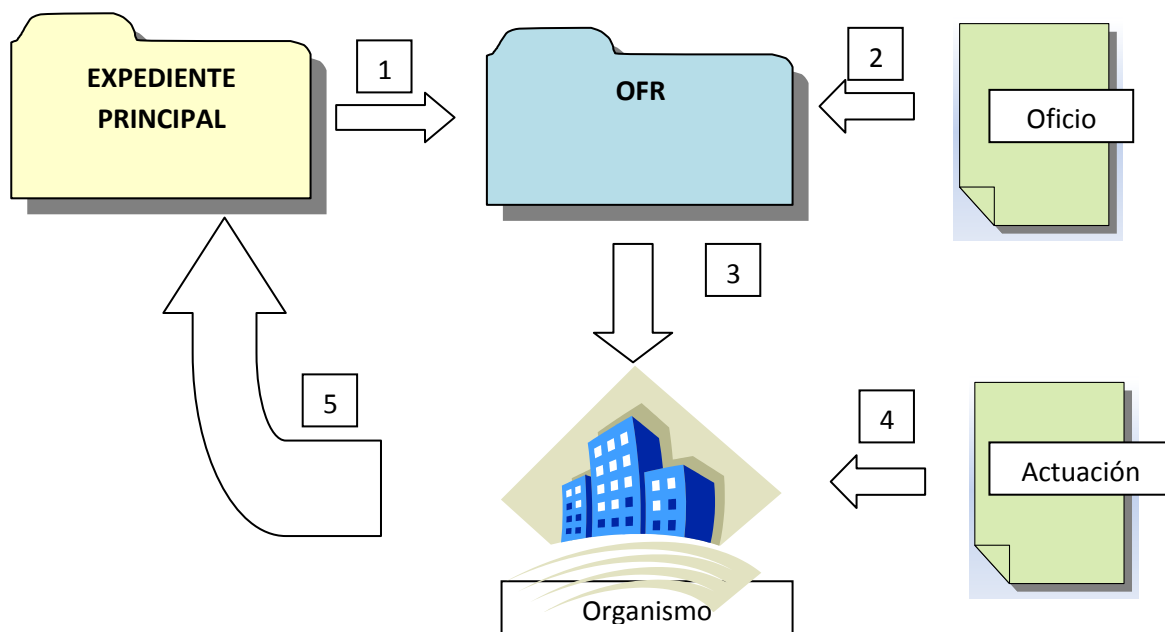 EXPEDIENTE
PRINCIPAL
1
OFR
2
Oficio
3
5
4
Actuación
Organismo